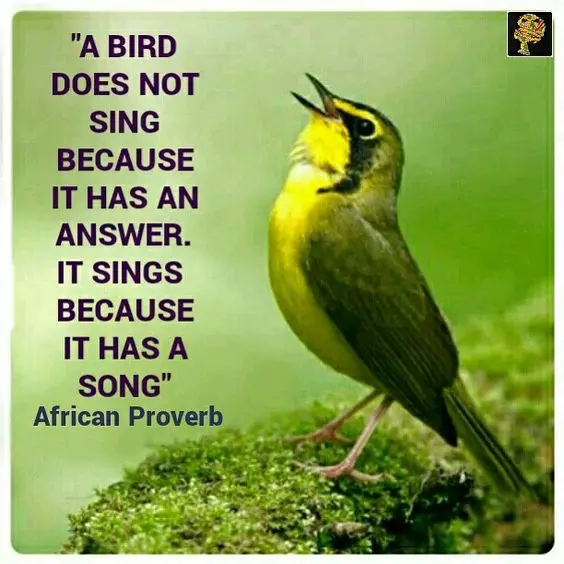 "A BIRD
DOES NOT
SING
BECAUSE
IT HAS AN
ANSWER.
IT SINGS
BECAUSE
IT HAS A
SONG"
African Proverb